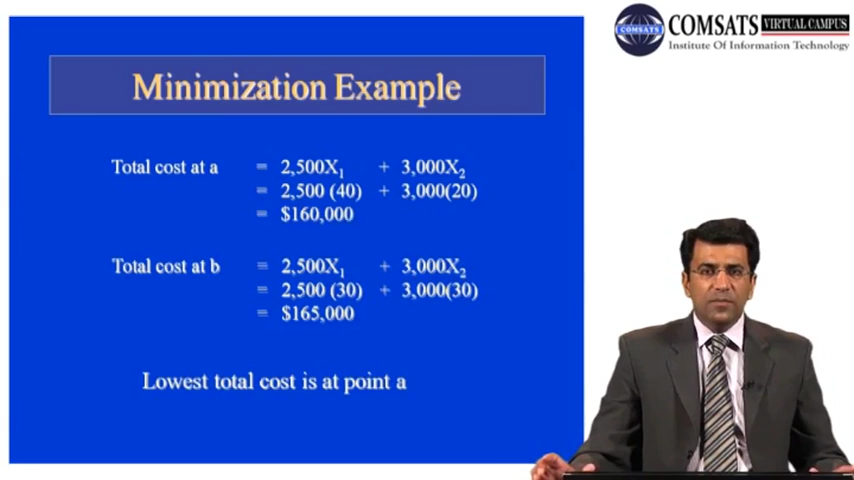 COMSATS VIRTUAL CAMPUS
COMSATS
Institute Of Information Technology
Minimization Example
Total cost at a = 2,500X₁ + 3,000X₂
= 2,500 (40) + 3,000(20)
= $160,000
Total cost at b = 2,500X₁ + 3,000X₂
= 2,500 (30) + 3,000(30)
= $165,000
Lowest total cost is at point a